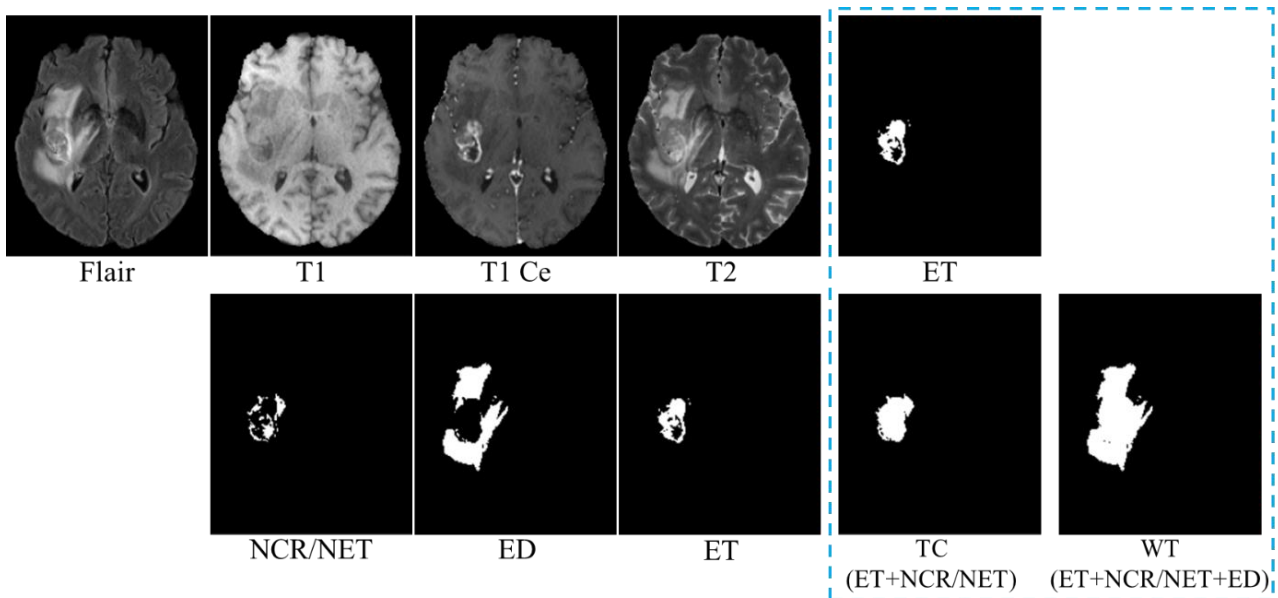 Flair
T1
T1 Ce
T2
ET
NCR/NET
ED
ET
TC
(ET+NCR/NET)
WT
(ET+NCR/NET+ED)